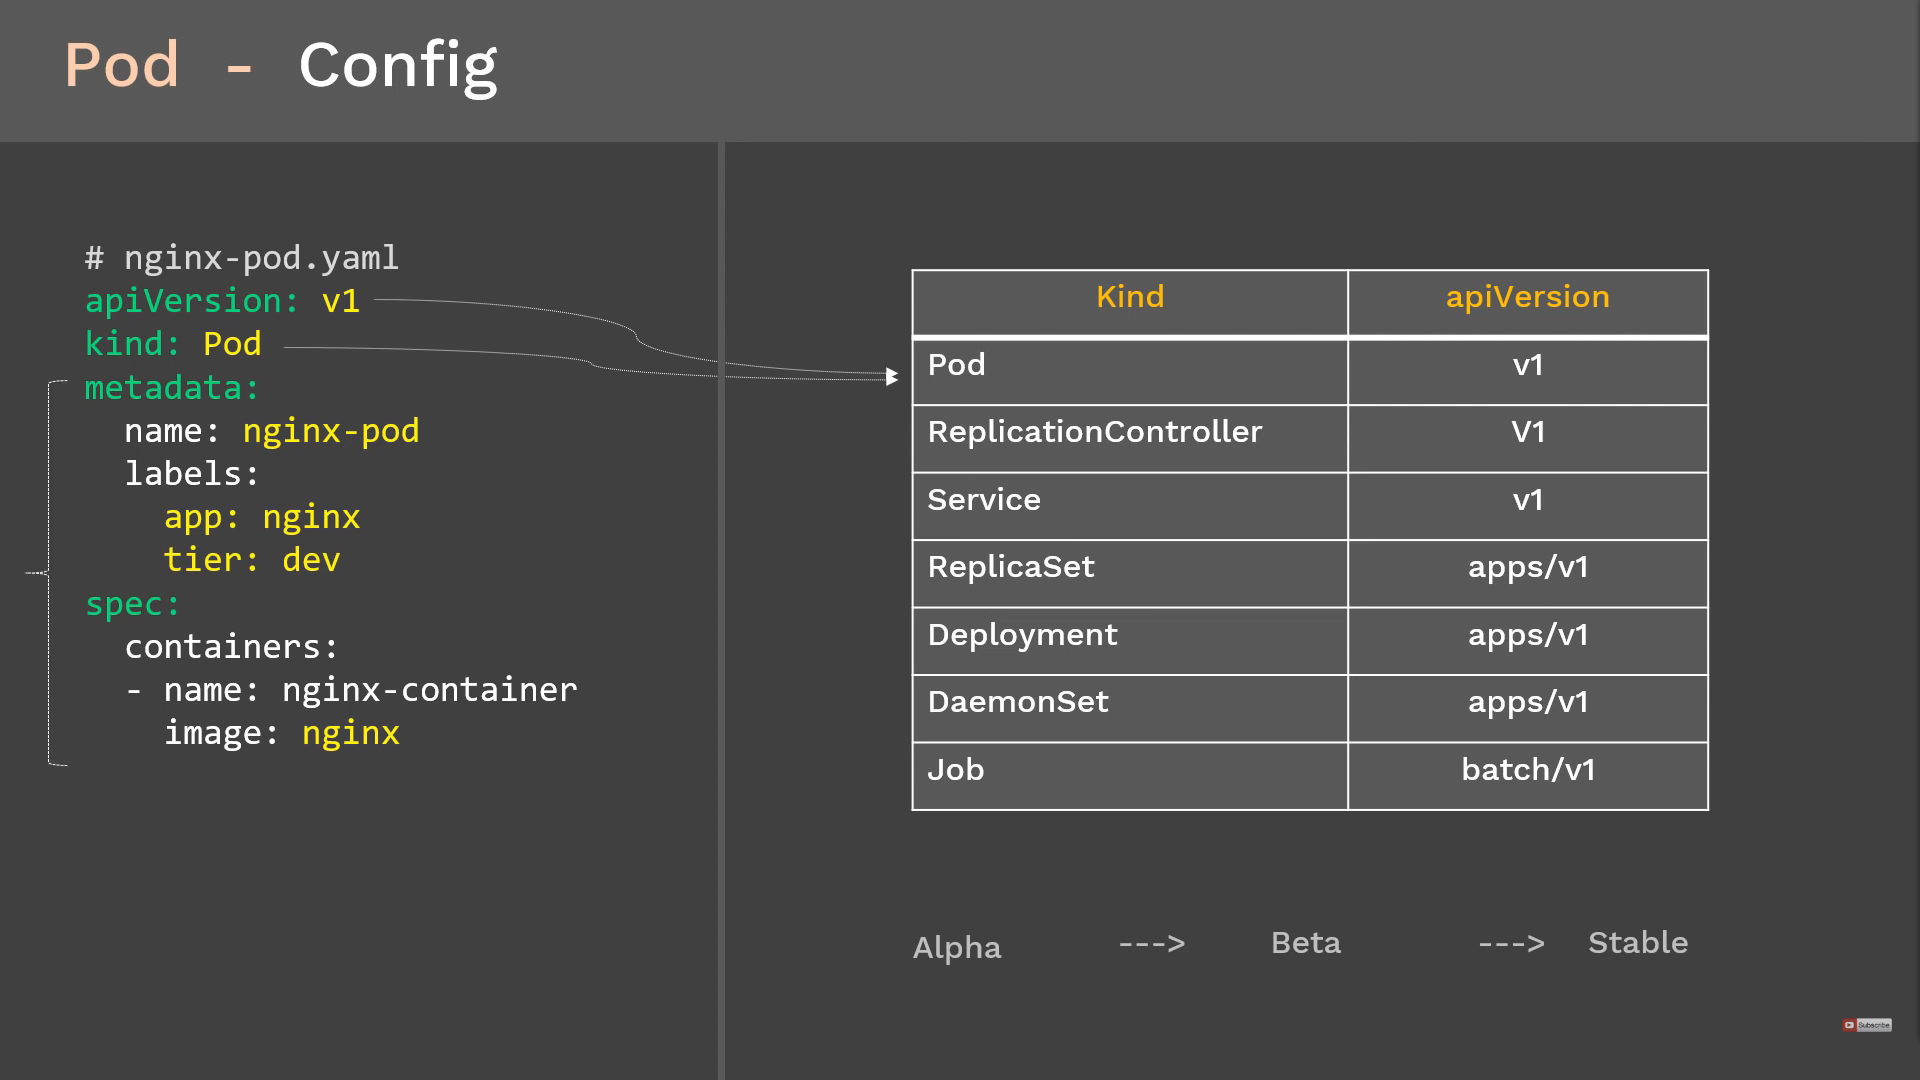 Pod - Config
# nginx-pod.yaml
apiVersion: v1
kind: Pod
metadata:
  name: nginx-pod
  labels:
    app: nginx
    tier: dev
spec:
  containers:
  - name: nginx-container
    image: nginx
Kind apiVersion
Pod v1
ReplicationController V1
Service v1
ReplicaSet apps/v1
Deployment apps/v1
DaemonSet apps/v1
Job batch/v1
Alpha ---> Beta ---> Stable
Subscribe